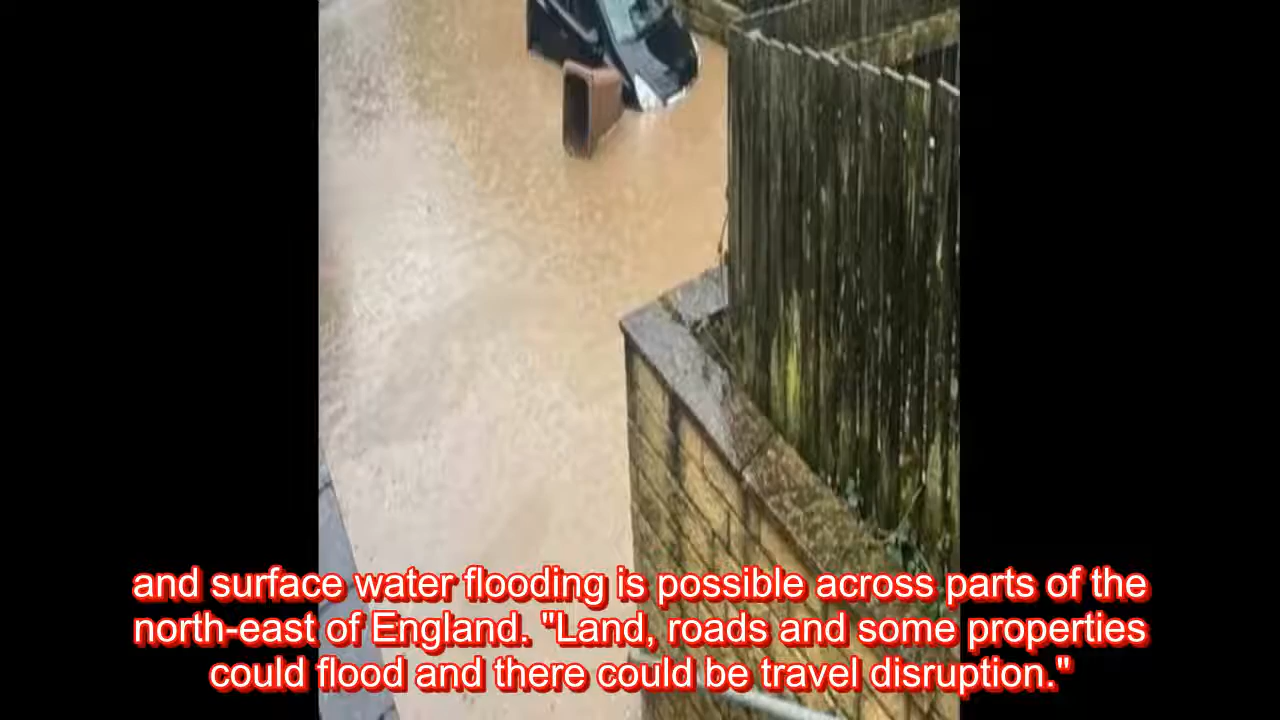 and surface water flooding is possible across parts of the
north-east of England. "Land, roads and some properties
could flood and there could be travel disruption."